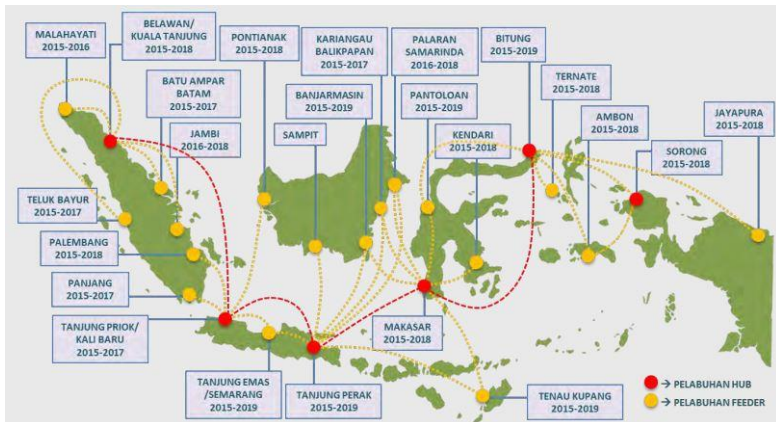 MALAHAYATI
2015-2016
BELAWAN/
KUALA TANJUNG
2015-2018
PONTIANAK
2015-2018
KARIANGAU
BALIKPAPAN
2015-2017
PALARAN
SAMARINDA
2016-2018
BITUNG
2015-2019
BATU AMPAR
BATAM
2015-2017
BANJARMASIN
2015-2019
PANTOLOAN
2015-2019
TERNATE
2015-2018
JAMBI
2016-2018
SAMPIT
KENDARI
2015-2018
AMBON
2015-2018
JAYAPURA
2015-2018
SORONG
2015-2018
TELUK BAYUR
2015-2017
PALEMBANG
2015-2018
PANJANG
2015-2017
TANJUNG PRIOK/
KALI BARU
2015-2017
MAKASAR
2015-2018
TANJUNG EMAS
/SEMARANG
2015-2019
TANJUNG PERAK
2015-2019
TENAU KUPANG
2015-2019
→ PELABUHAN HUB
→ PELABUHAN FEEDER